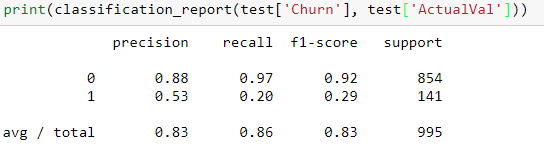 print(classification_report(test['Churn'], test['ActualVal']))
precision recall f1-score support
0 0.88 0.97 0.92 854
1 0.53 0.20 0.29 141
avg / total 0.83 0.86 0.83 995